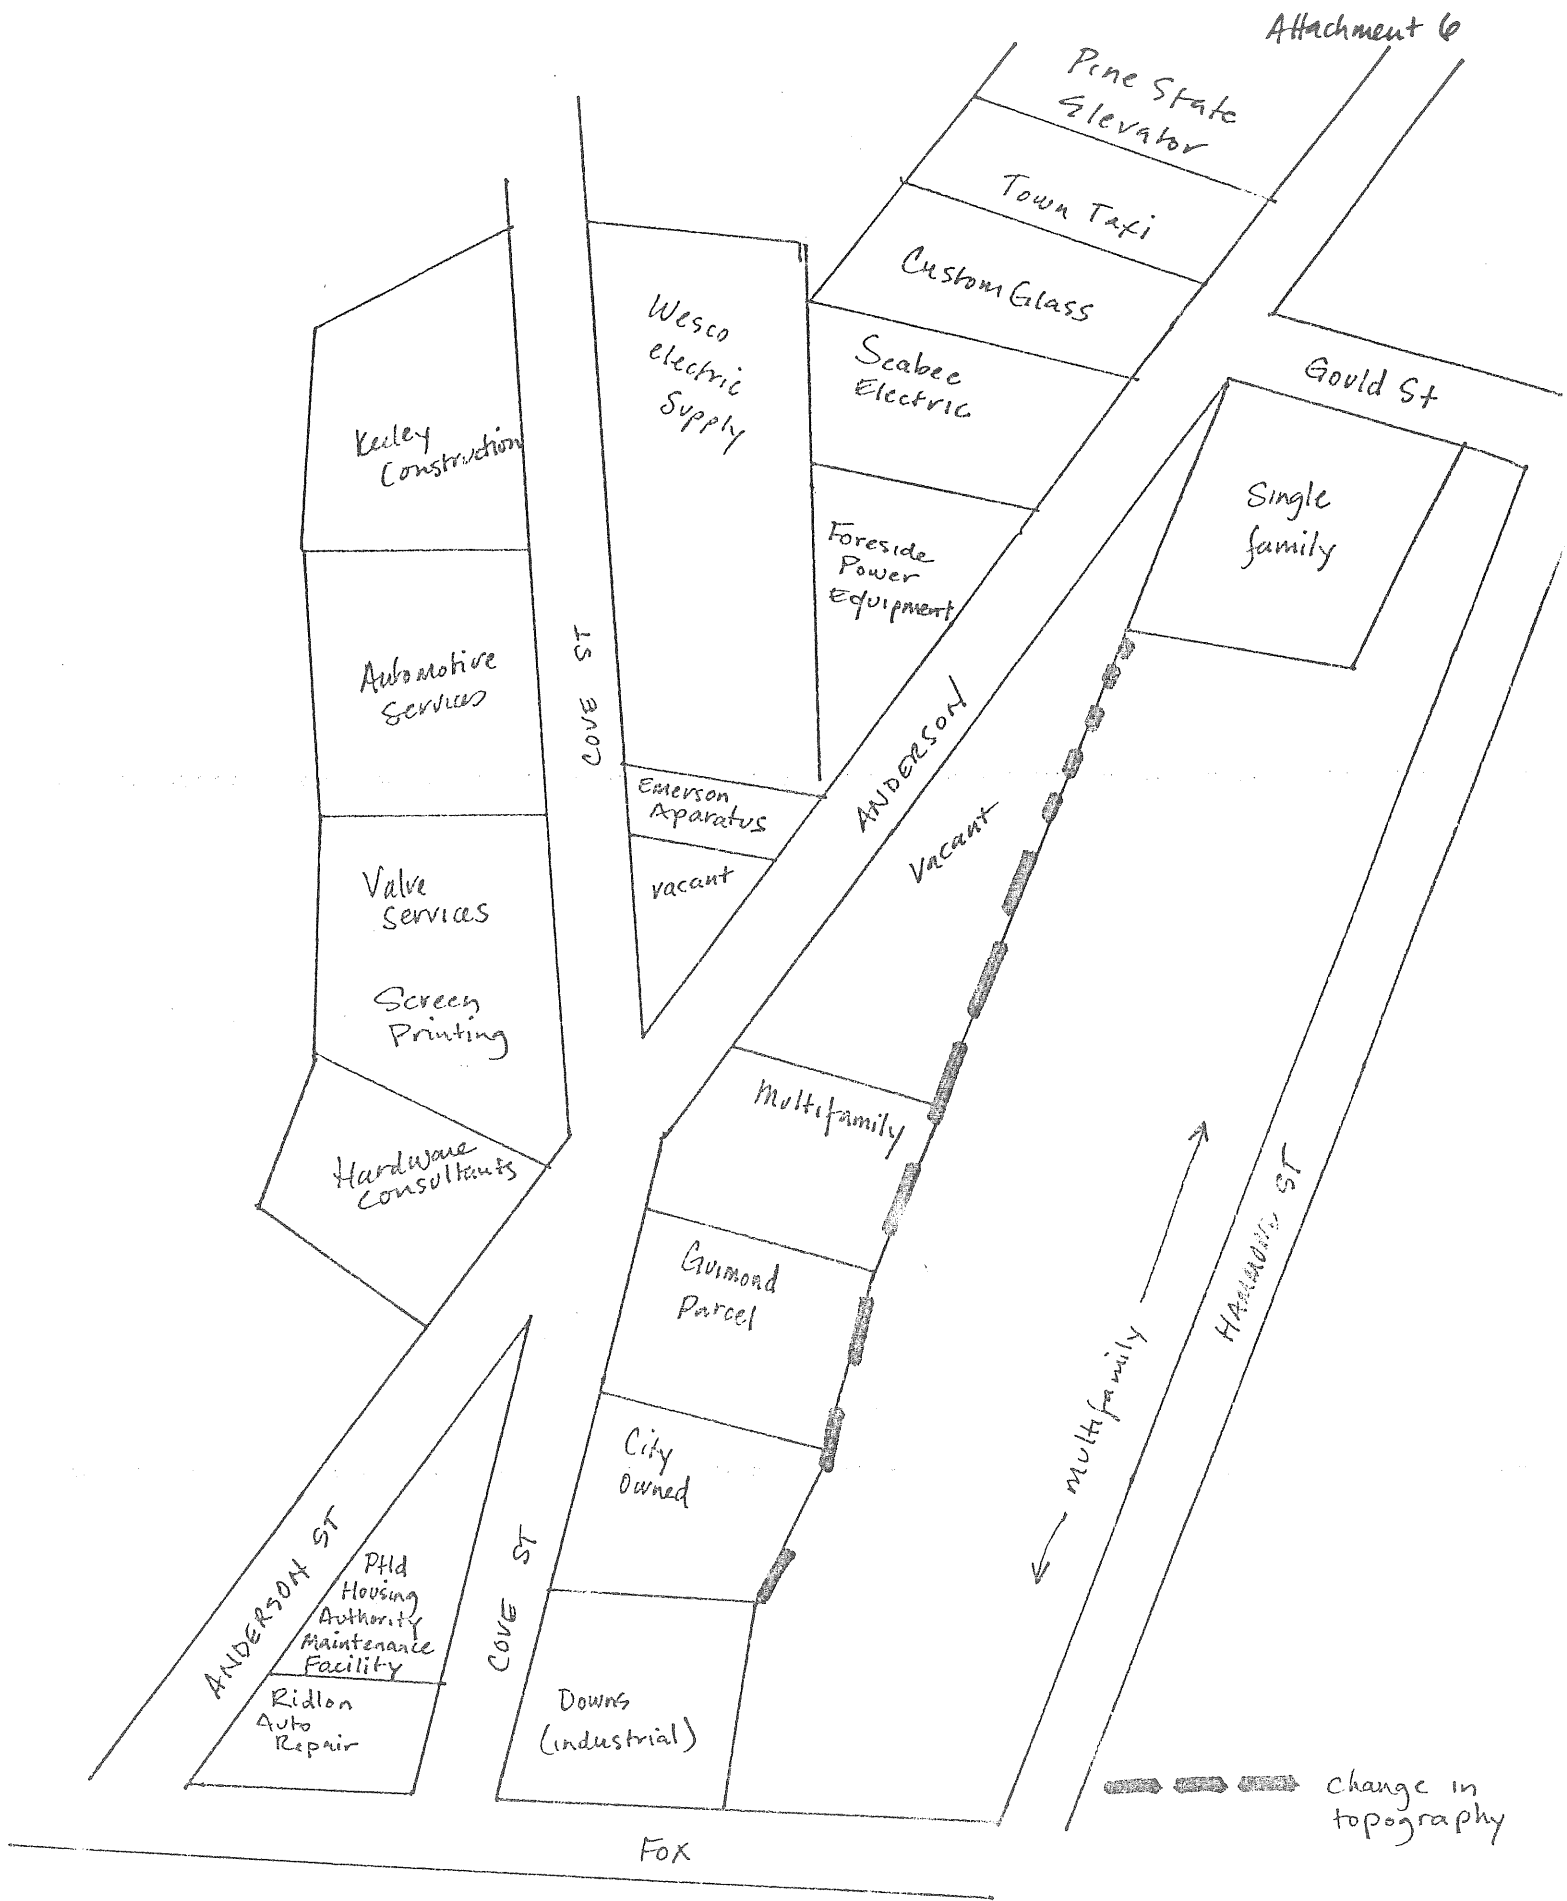 Attachment 6
Pine State
Elevator
Town Taxi
Custom Glass
Wesco
electric
Supply
Seabee
Electric
Gould St
Keeley
Construction
Single
family
Foreside
Power
Equipment
COVE ST
Automotive
Services
ANDERSON
Emerson
Aparatus
vacant
Vacant
Valve
Services
Screen
Printing
Multifamily
Hardware
Consultants
HAMMOND ST
Guimond
Parcel
multifamily
City
Owned
ANDERSON ST
Ptld
Housing
Authority
Maintenance
Facility
COVE ST
Ridlon
Auto
Repair
Downs
(industrial)
change in
topography
FOX